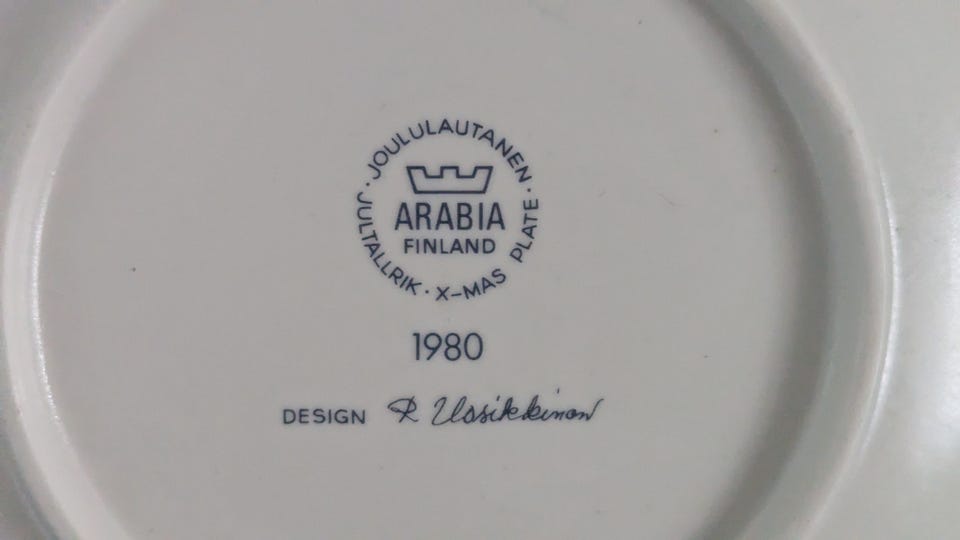 · JOULULAUTANEN · X-MAS PLATE · JULTALLRIK
ARABIA
FINLAND
1980
DESIGN R Uosikkinen